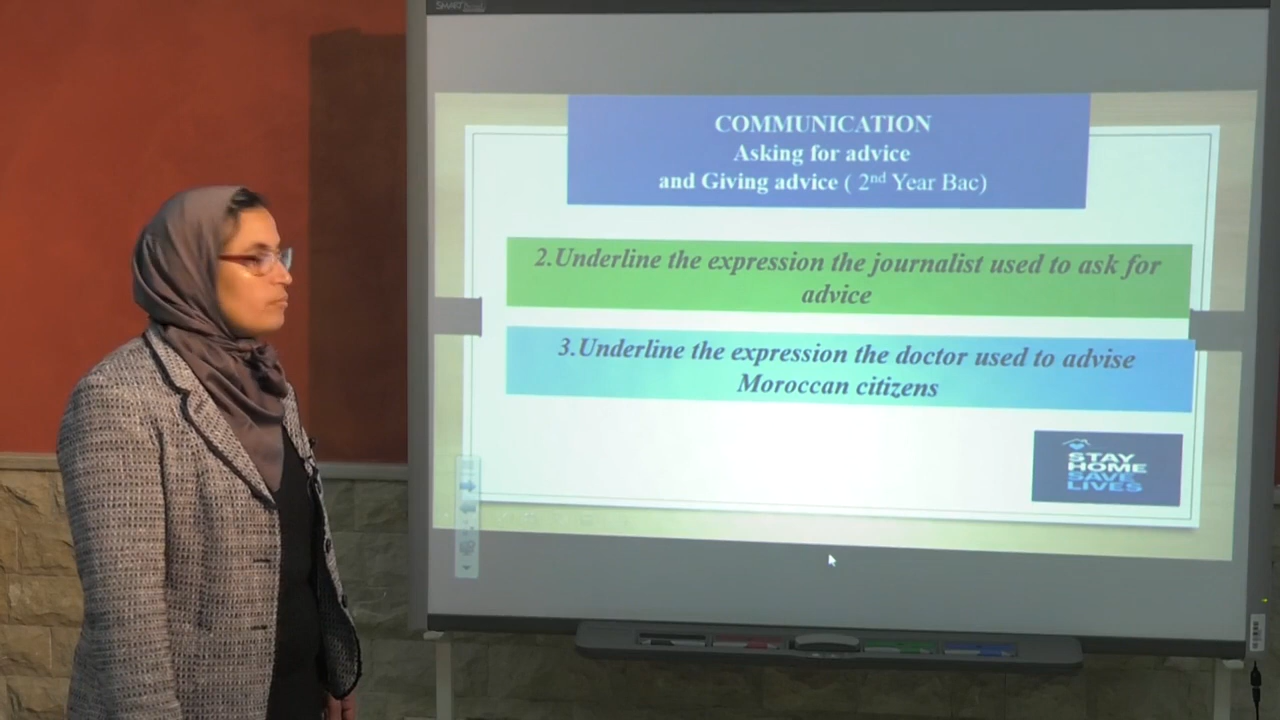 SMART
COMMUNICATION
Asking for advice
and Giving advice ( 2nd Year Bac)
2.Underline the expression the journalist used to ask for
advice
3.Underline the expression the doctor used to advise
Moroccan citizens
STAY
HOME
SAVE
LIVES